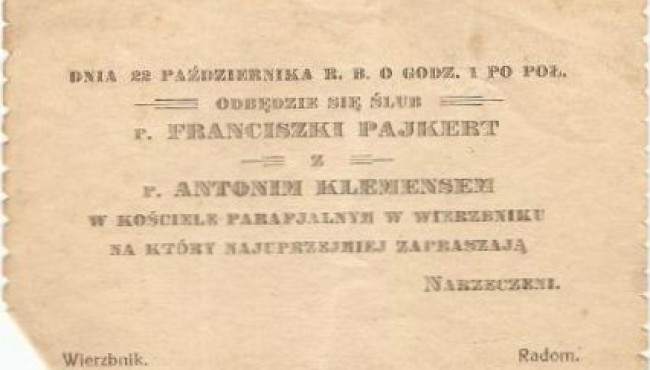 DNIA 22 PAŹDZIERNIKA R. B. O GODZ. 1 PO POŁ.
ODBĘDZIE SIĘ ŚLUB
P. FRANCISZKI PAJKERT
Z
P. ANTONIM KLEMENSEM
W KOŚCIELE PARAFJALNYM W WIERZBNIKU
NA KTÓRY NAJUPRZEJMIEJ ZAPRASZAJĄ
NARZECZENI.
Wierzbnik. Radom.